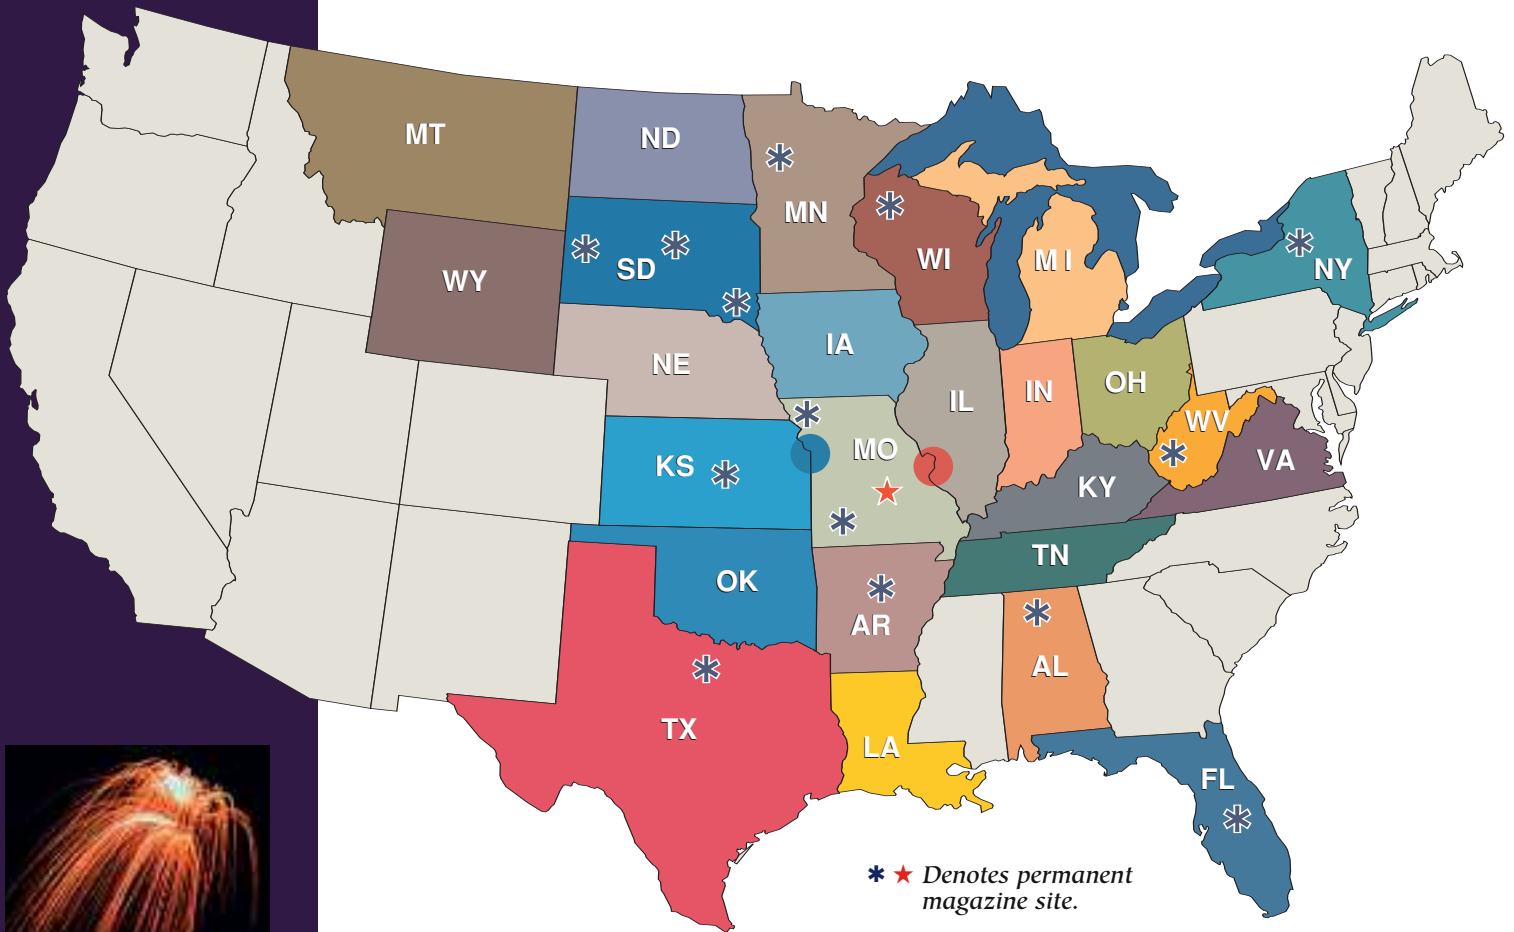 MT
ND
MN
WI
MI
NY
SD
WY
IA
NE
IL
IN
OH
WV
VA
KS
MO
KY
TN
OK
AR
AL
TX
LA
FL
* ★ Denotes permanent
magazine site.